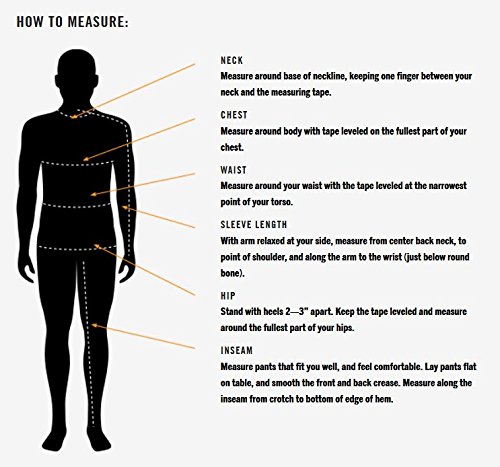 HOW TO MEASURE:
NECK
Measure around base of neckline, keeping one finger between your
neck and the measuring tape.
CHEST
Measure around body with tape leveled on the fullest part of your
chest.
WAIST
Measure around your waist with the tape leveled at the narrowest
point of your torso.
SLEEVE LENGTH
With arm relaxed at your side, measure from center back neck, to
point of shoulder, and along the arm to the wrist (just below round
bone).
HIP
Stand with heels 2—3" apart. Keep the tape leveled and measure
around the fullest part of your hips.
INSEAM
Measure pants that fit you well, and feel comfortable. Lay pants flat
on table, and smooth the front and back crease. Measure along the
inseam from crotch to bottom of edge of hem.